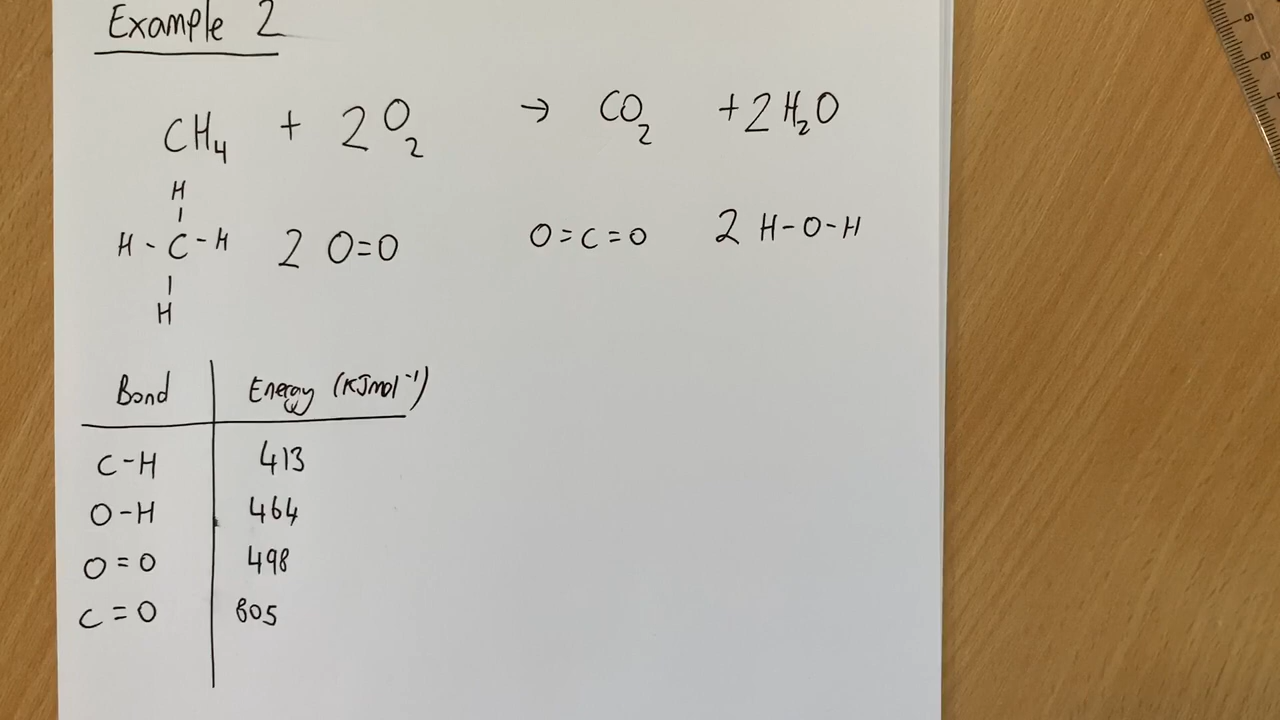 Example 2
CH₄ + 2O₂ → CO₂ + 2H₂O
H
H - C - H 2 O=O O=C=O 2 H-O-H
H
Bond Energy (KJmol⁻¹)
C-H 413
O-H 464
O=O 498
C=O 805